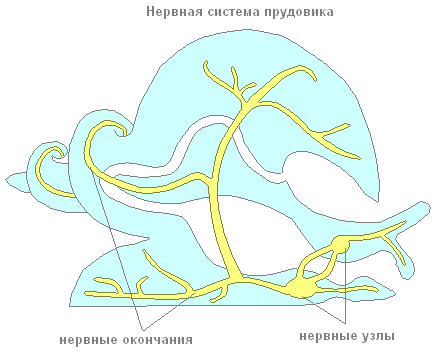 Нервная система прудовика
нервные окончания
нервные узлы